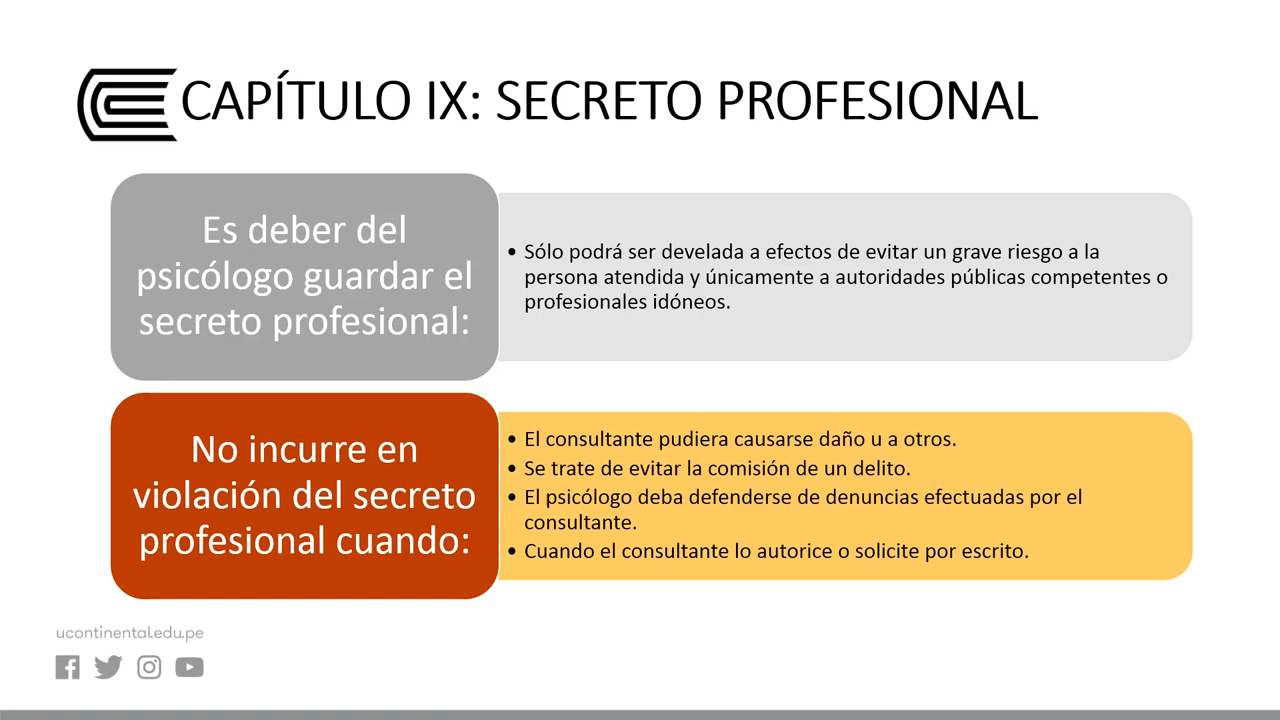 CAPÍTULO IX: SECRETO PROFESIONAL
Es deber del
psicólogo guardar el
secreto profesional:
• Sólo podrá ser develada a efectos de evitar un grave riesgo a la
persona atendida y únicamente a autoridades públicas competentes o
profesionales idóneos.
No incurre en
violación del secreto
profesional cuando:
• El consultante pudiera causarse daño u a otros.
• Se trate de evitar la comisión de un delito.
• El psicólogo deba defenderse de denuncias efectuadas por el
consultante.
• Cuando el consultante lo autorice o solicite por escrito.
ucontinental.edu.pe